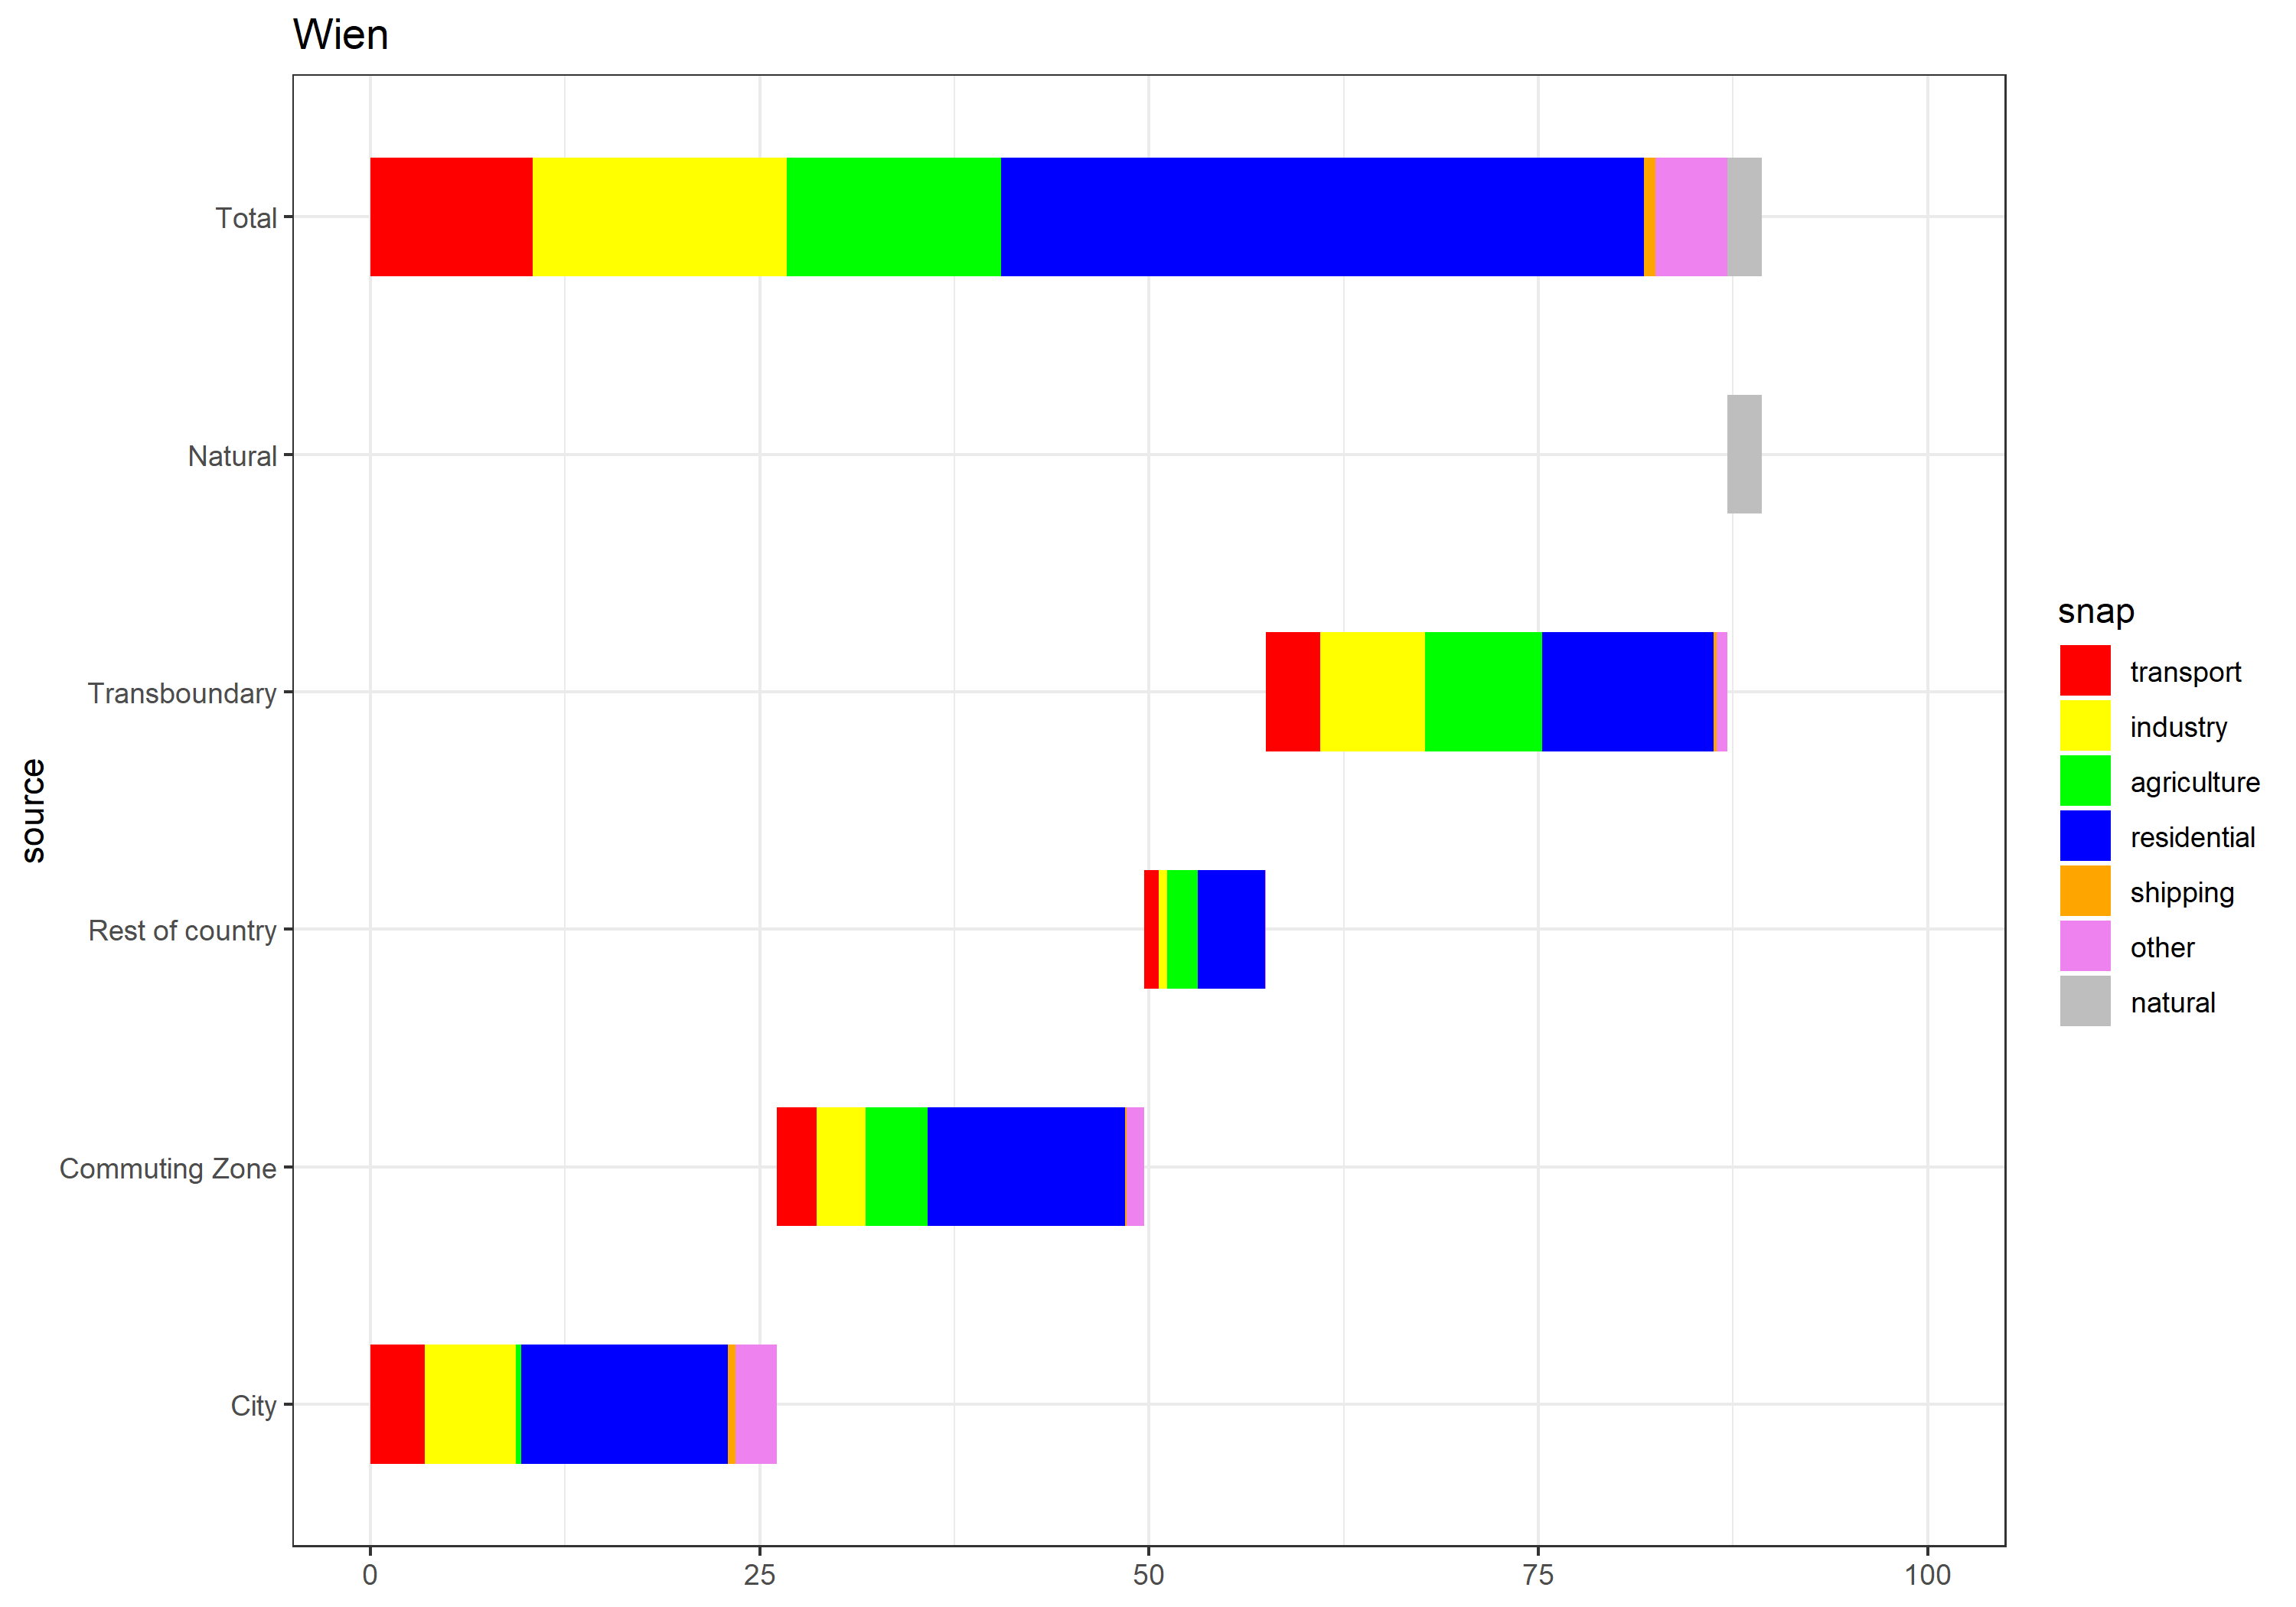 Wien
Total
Natural
Transboundary
Rest of country
Commuting Zone
City
source
0 25 50 75 100
snap
transport
industry
agriculture
residential
shipping
other
natural